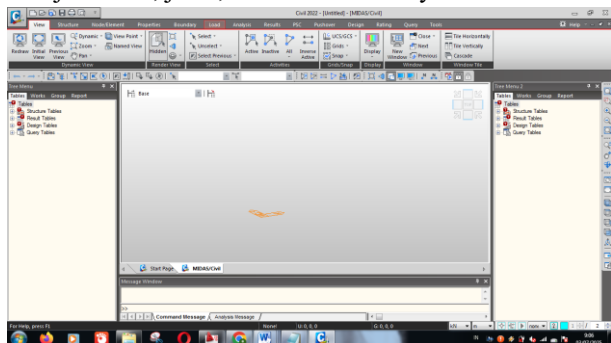 Civil 2022 - [Untitled] - [MIDAS/Civil]
View Structure Node/Element Properties Boundary Load Analysis Results PSC Pushover Design Rating Query Tools Help
Redraw Initial View Previous View Dynamic Zoom Pan View Point Named View Hidden Select Unselect Select Previous Active Inactive All Inverse Active UCS/GCS Grids Snap Display New Window Close Next Previous Tile Horizontally Tile Vertically Cascade
Dynamic View Render View Select Activities Grids/Snap Display Window Window Tile
Base
Tree Menu
Tables Works Group Report
Tables
Structure Tables
Result Tables
Design Tables
Query Tables
Tree Menu 2
Tables Works Group Report
Tables
Structure Tables
Result Tables
Design Tables
Query Tables
Start Page MIDAS/Civil
Message Window
>>
Command Message Analysis Message
For Help, press F1 None U: 0, 0, 0 G: 0, 0, 0 kN m